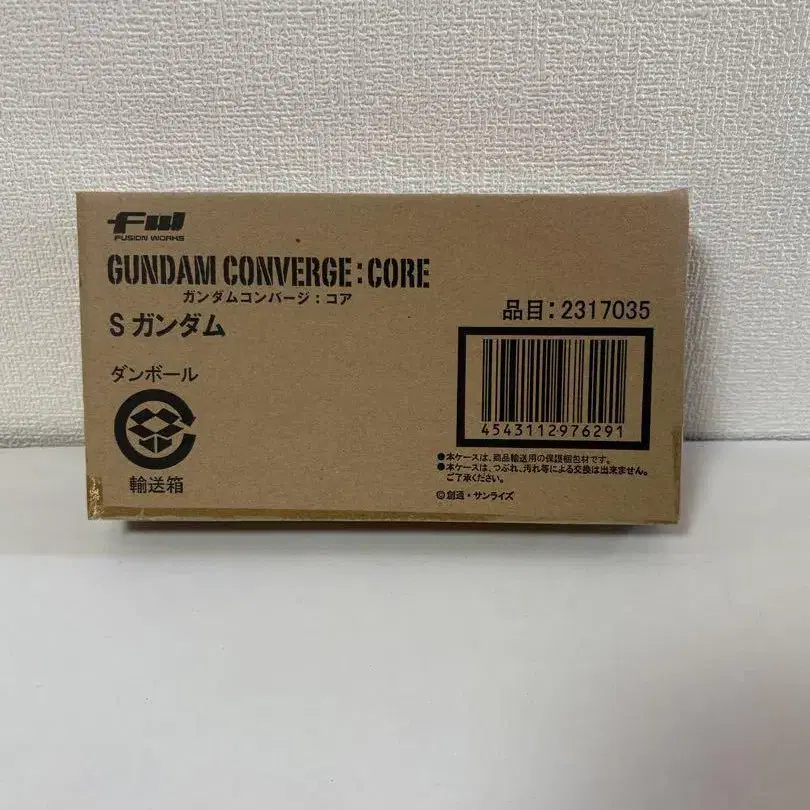 FW
FUSION WORKS
GUNDAM CONVERGE:CORE
ガンダムコンバージ:コア
S ガンダム
品目:2317035
ダンボール
輸送箱
4543112976291
●本ケースは、商品輸送用の保護梱包材です。
●本ケースは、つぶれ、汚れ等による交換は出来ません。
ご了承ください。
©創造・サンライズ